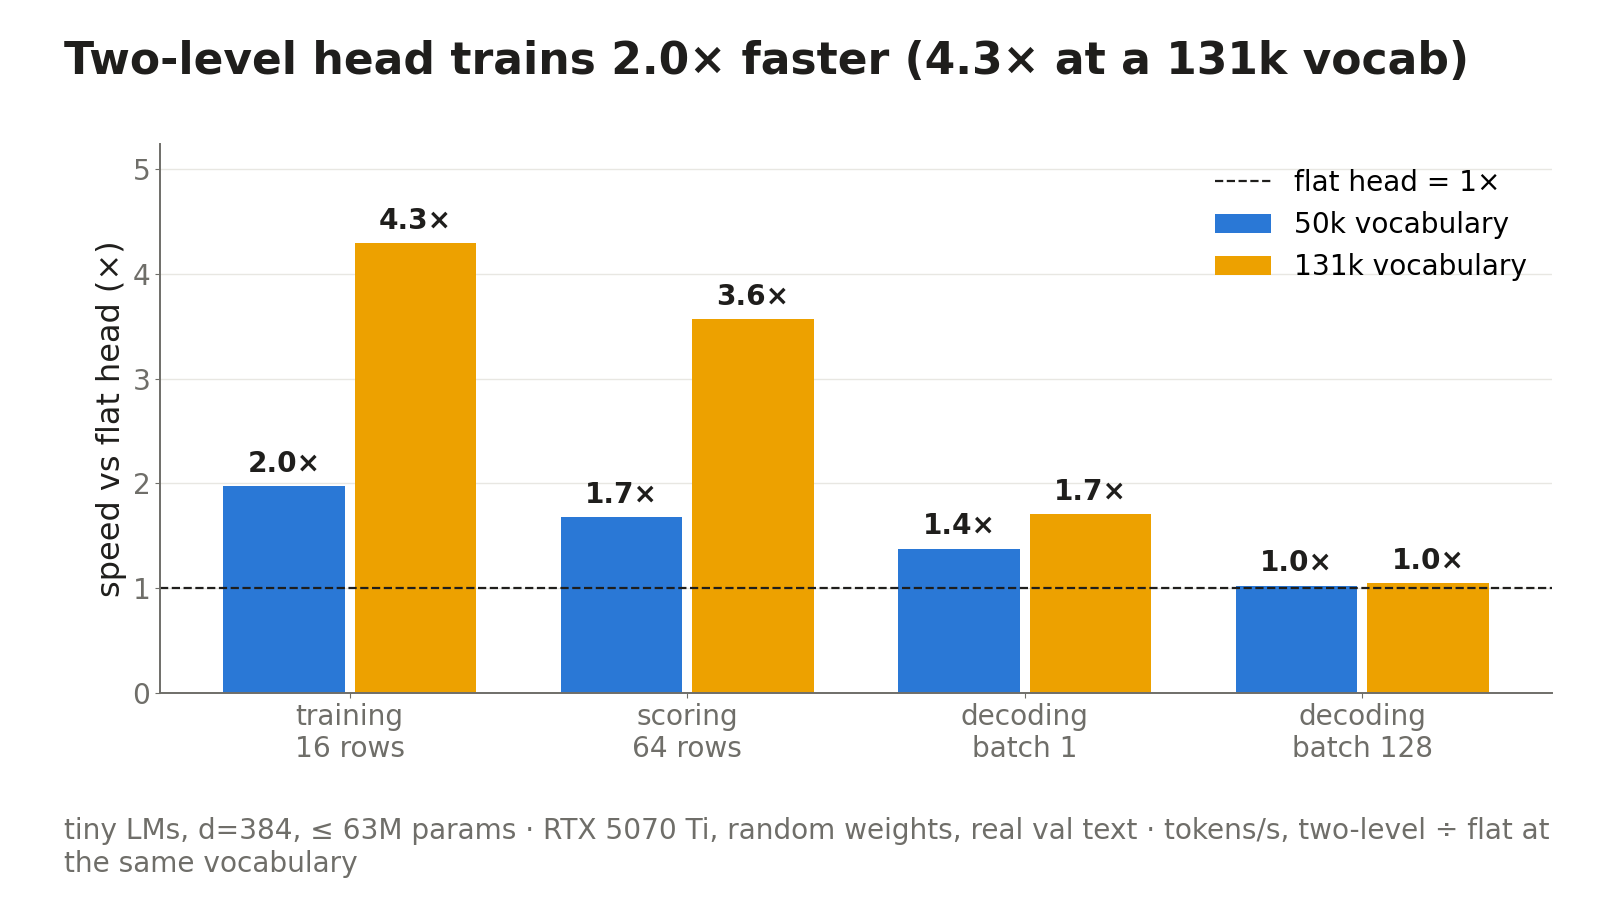 Two-level head trains 2.0× faster (4.3× at a 131k vocab)
speed vs flat head (×)
5
4
3
2
1
0
flat head = 1×
50k vocabulary
131k vocabulary
2.0×
4.3×
1.7×
3.6×
1.4×
1.7×
1.0×
1.0×
training
16 rows
scoring
64 rows
decoding
batch 1
decoding
batch 128
tiny LMs, d=384, ≤ 63M params · RTX 5070 Ti, random weights, real val text · tokens/s, two-level ÷ flat at
the same vocabulary